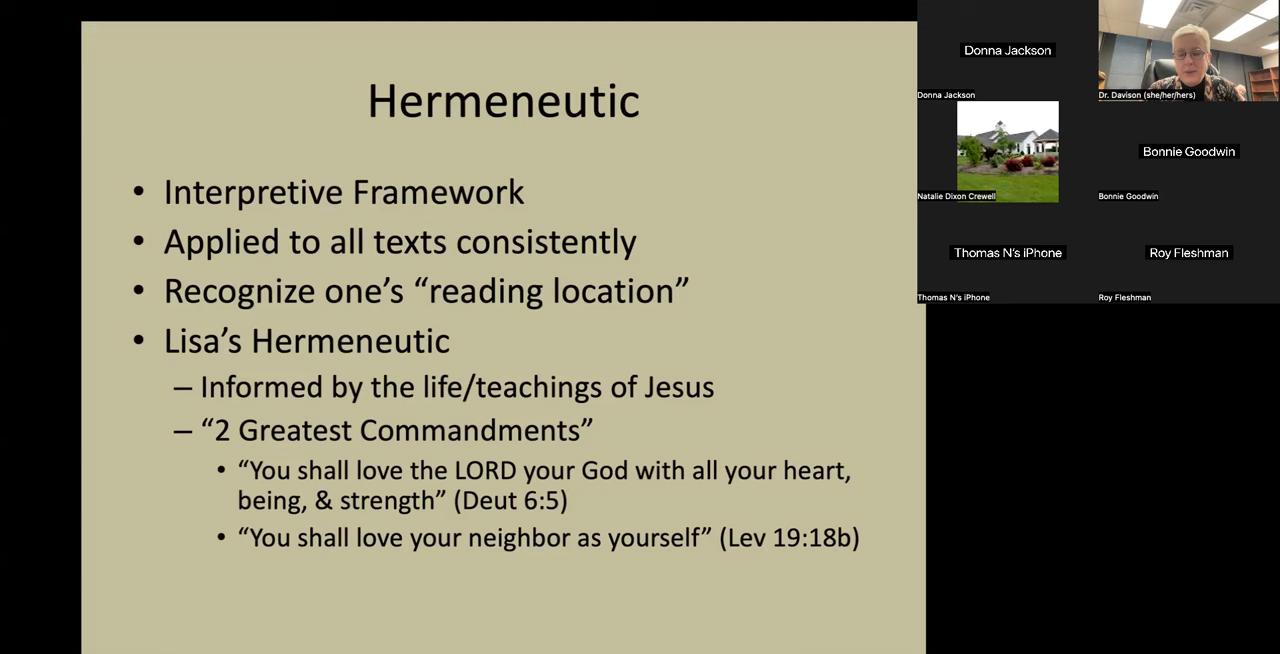 Hermeneutic
• Interpretive Framework
• Applied to all texts consistently
• Recognize one’s “reading location”
• Lisa’s Hermeneutic
– Informed by the life/teachings of Jesus
– “2 Greatest Commandments”
• “You shall love the LORD your God with all your heart,
being, & strength” (Deut 6:5)
• “You shall love your neighbor as yourself” (Lev 19:18b)
Donna Jackson
Donna Jackson
Dr. Davison (she/her/hers)
Natalie Dixon Crewell
Bonnie Goodwin
Bonnie Goodwin
Thomas N's iPhone
Thomas N's iPhone
Roy Fleshman
Roy Fleshman